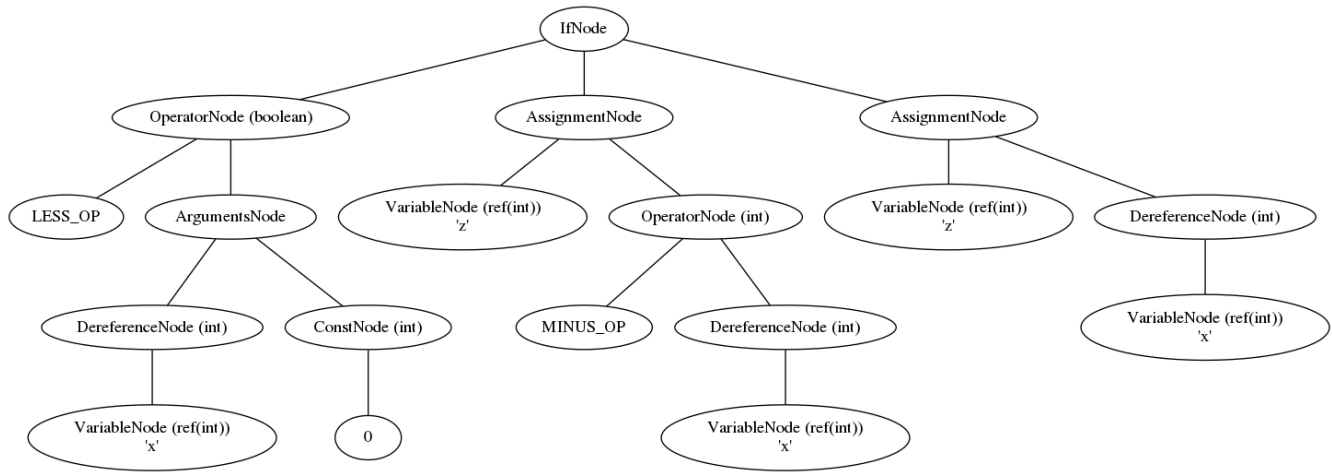 IfNode
OperatorNode (boolean)
AssignmentNode
AssignmentNode
LESS_OP
ArgumentsNode
VariableNode (ref(int))
'z'
OperatorNode (int)
VariableNode (ref(int))
'z'
DereferenceNode (int)
DereferenceNode (int)
ConstNode (int)
MINUS_OP
DereferenceNode (int)
VariableNode (ref(int))
'x'
VariableNode (ref(int))
'x'
0
VariableNode (ref(int))
'x'